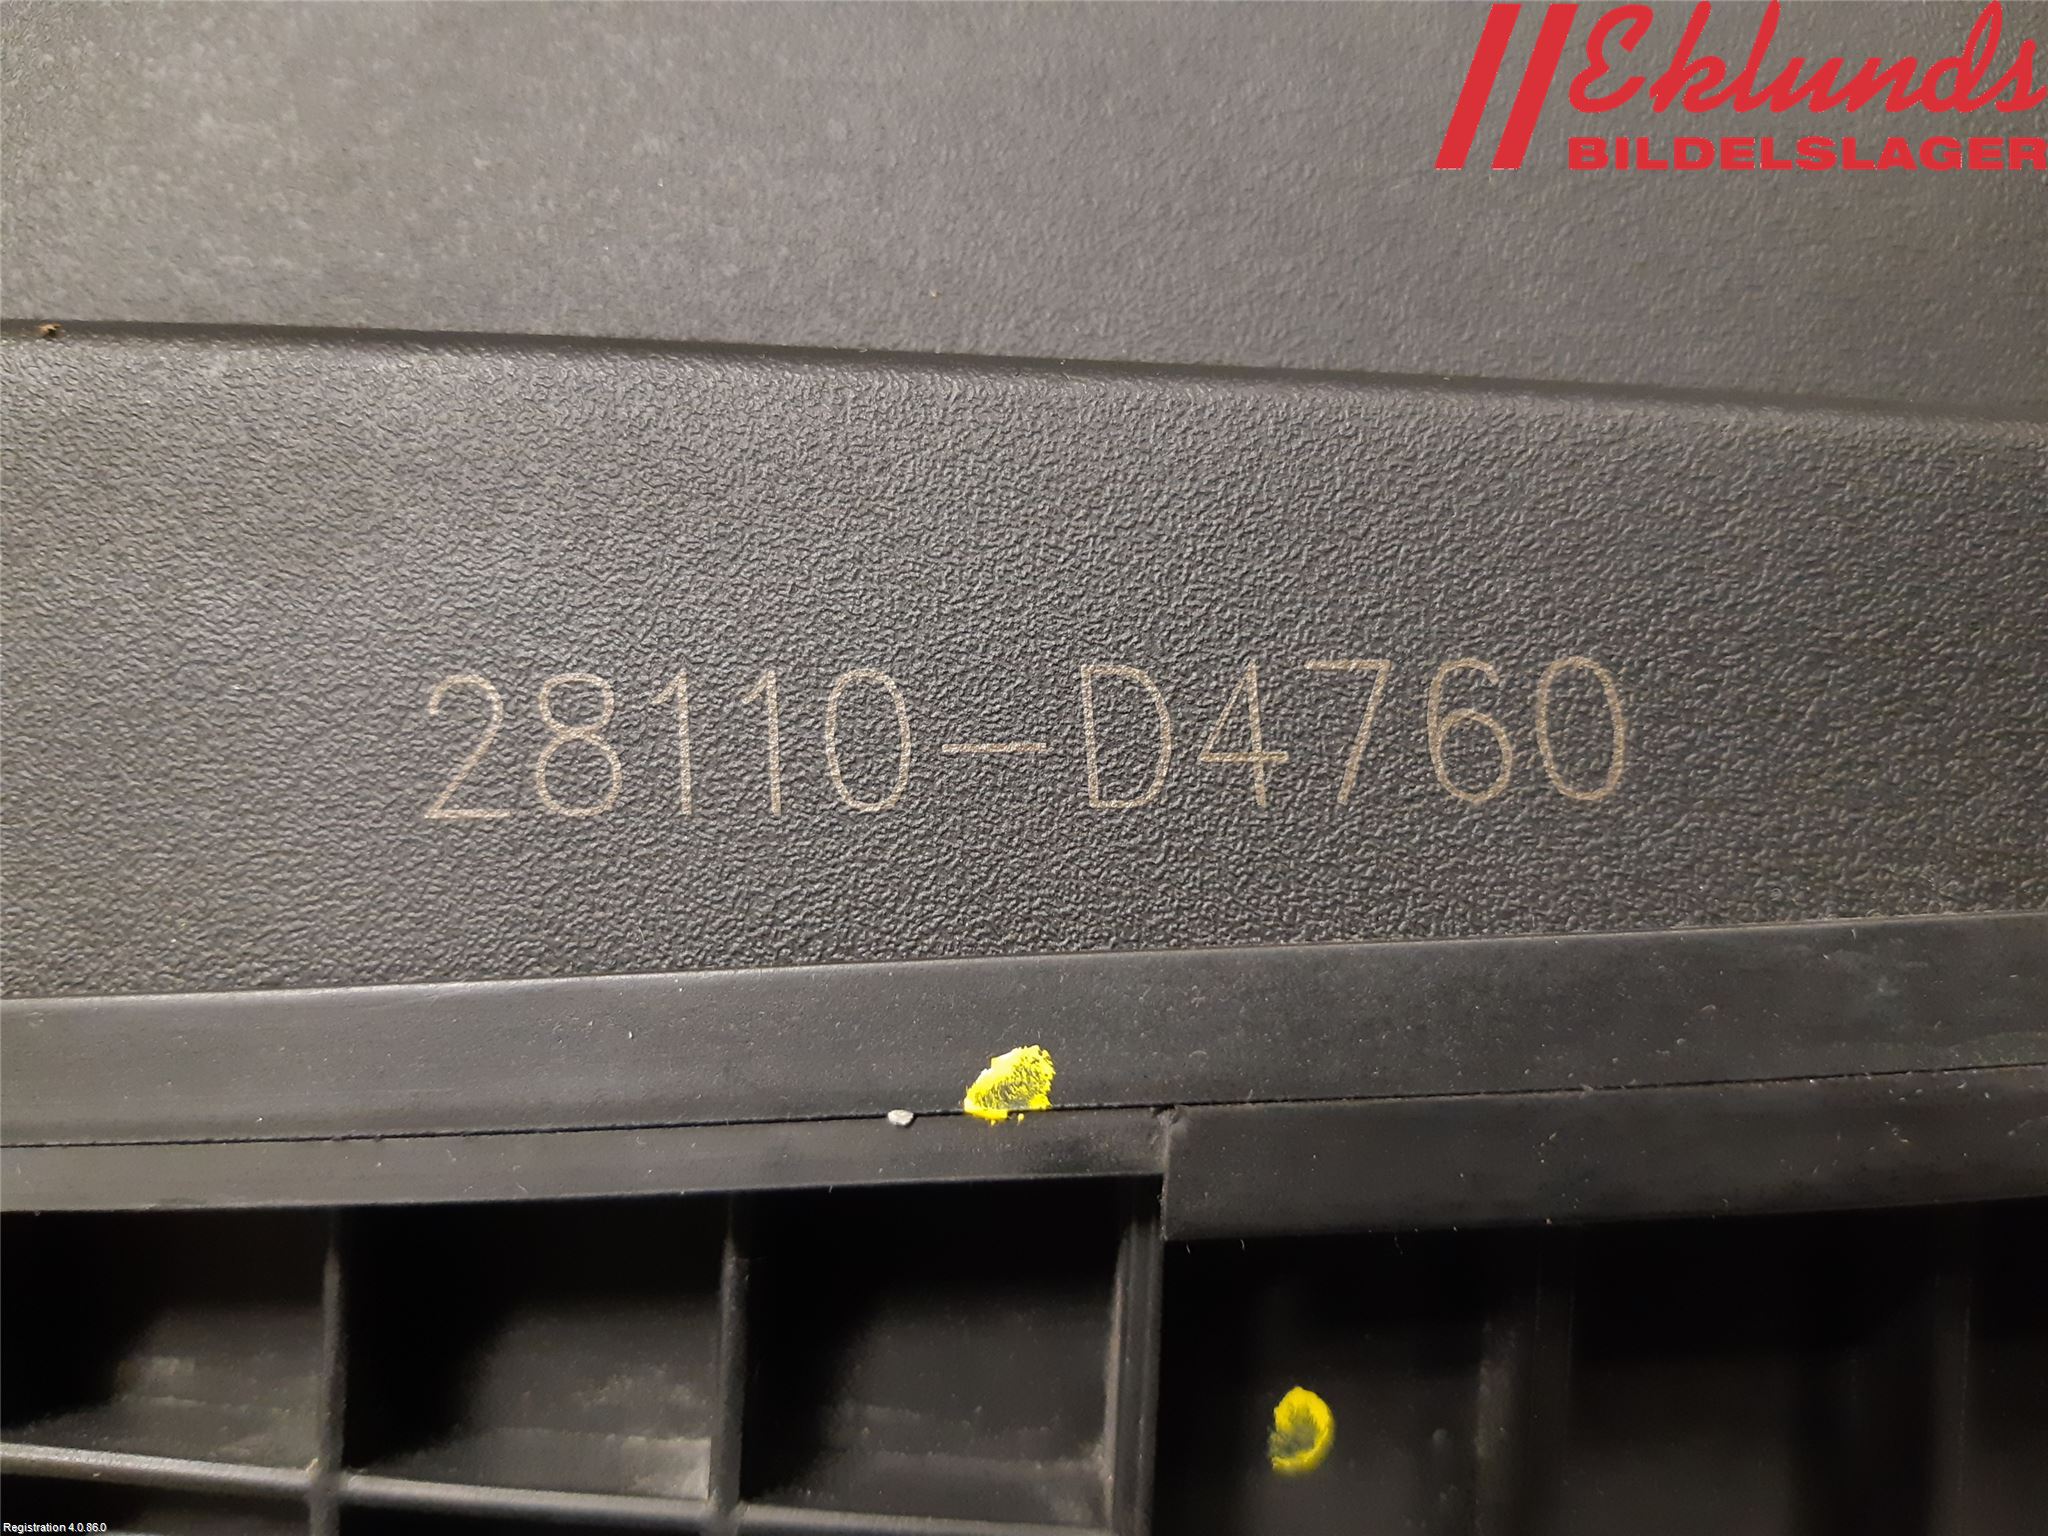 Eklunds
BILDELSLAGER
28110-D4760
Registration 4.0.86.0